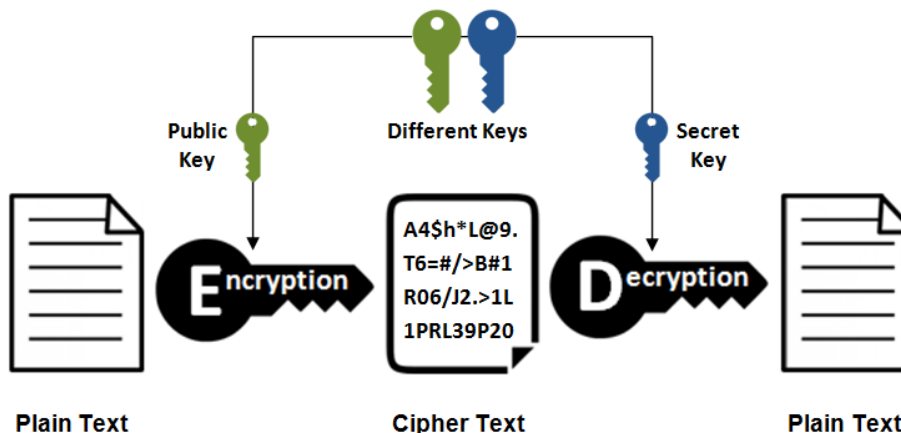 Public
Key
Different Keys
Secret
Key
Encryption
A4$h*L@9.
T6=#/>B#1
R06/J2.>1L
1PRL39P20
Decryption
Plain Text
Cipher Text
Plain Text